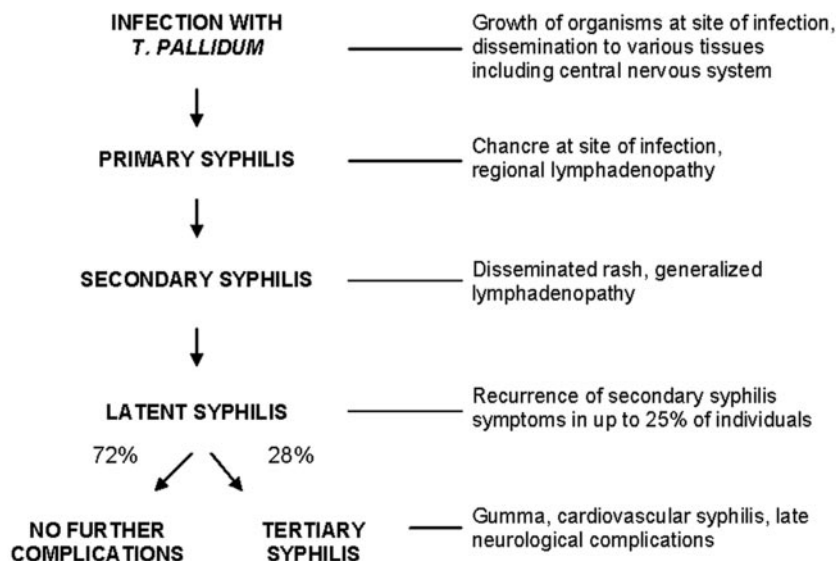 INFECTION WITH
T. PALLIDUM
Growth of organisms at site of infection,
dissemination to various tissues
including central nervous system
PRIMARY SYPHILIS
Chancre at site of infection,
regional lymphadenopathy
SECONDARY SYPHILIS
Disseminated rash, generalized
lymphadenopathy
LATENT SYPHILIS
Recurrence of secondary syphilis
symptoms in up to 25% of individuals
72%
28%
NO FURTHER
COMPLICATIONS
TERTIARY
SYPHILIS
Gumma, cardiovascular syphilis, late
neurological complications